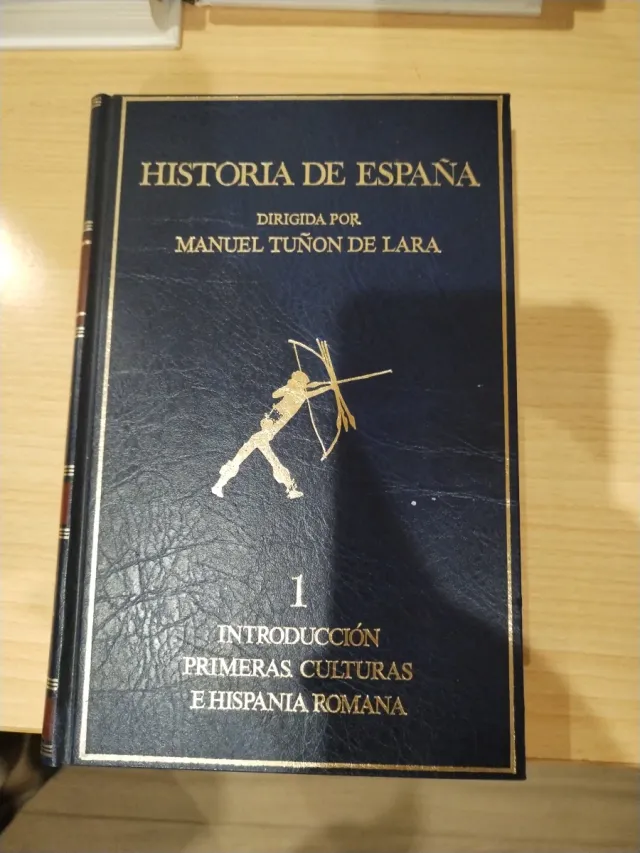 HISTORIA DE ESPAÑA
DIRIGIDA POR
MANUEL TUÑON DE LARA
1
INTRODUCCIÓN
PRIMERAS CULTURAS
E HISPANIA ROMANA